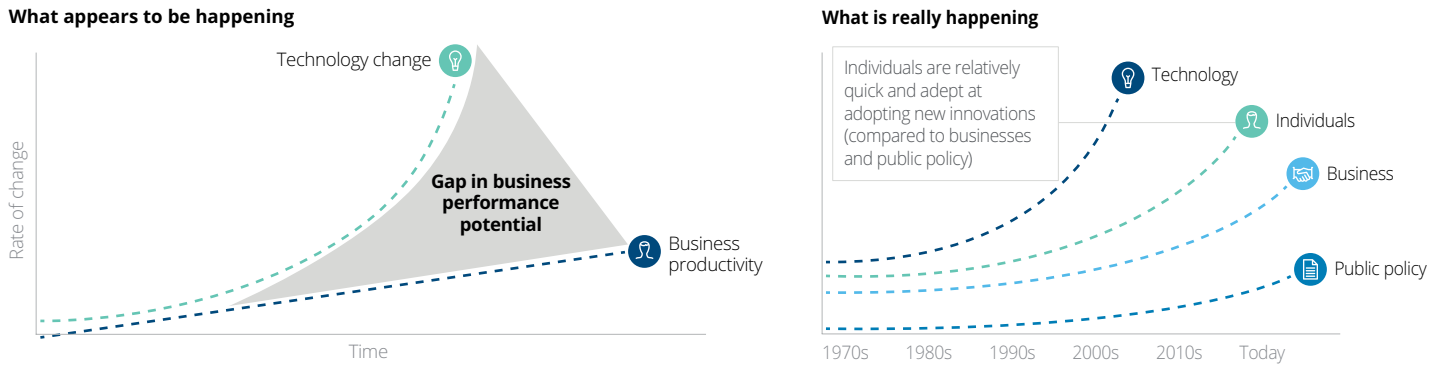 What appears to be happening
Technology change
Rate of change
Gap in business
performance
potential
Business
productivity
Time
What is really happening
Individuals are relatively
quick and adept at
adopting new innovations
(compared to businesses
and public policy)
Technology
Individuals
Business
Public policy
1970s 1980s 1990s 2000s 2010s Today